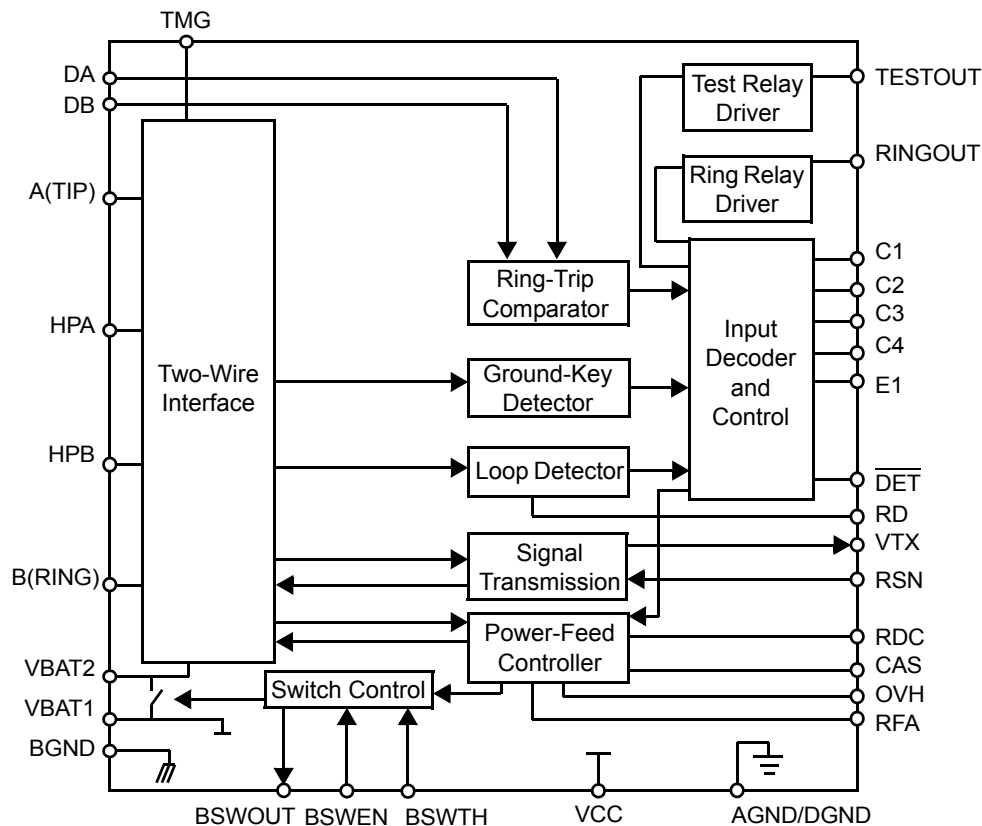 TMG
DA
DB
A(TIP)
HPA
HPB
B(RING)
VBAT2
VBAT1
BGND
Two-Wire
Interface
Ring-Trip
Comparator
Ground-Key
Detector
Loop Detector
Signal
Transmission
Power-Feed
Controller
Switch Control
Test Relay
Driver
Ring Relay
Driver
Input
Decoder
and
Control
TESTOUT
RINGOUT
C1
C2
C3
C4
E1
DET
RD
VTX
RSN
RDC
CAS
OVH
RFA
BSWOUT
BSWEN
BSWTH
VCC
AGND/DGND